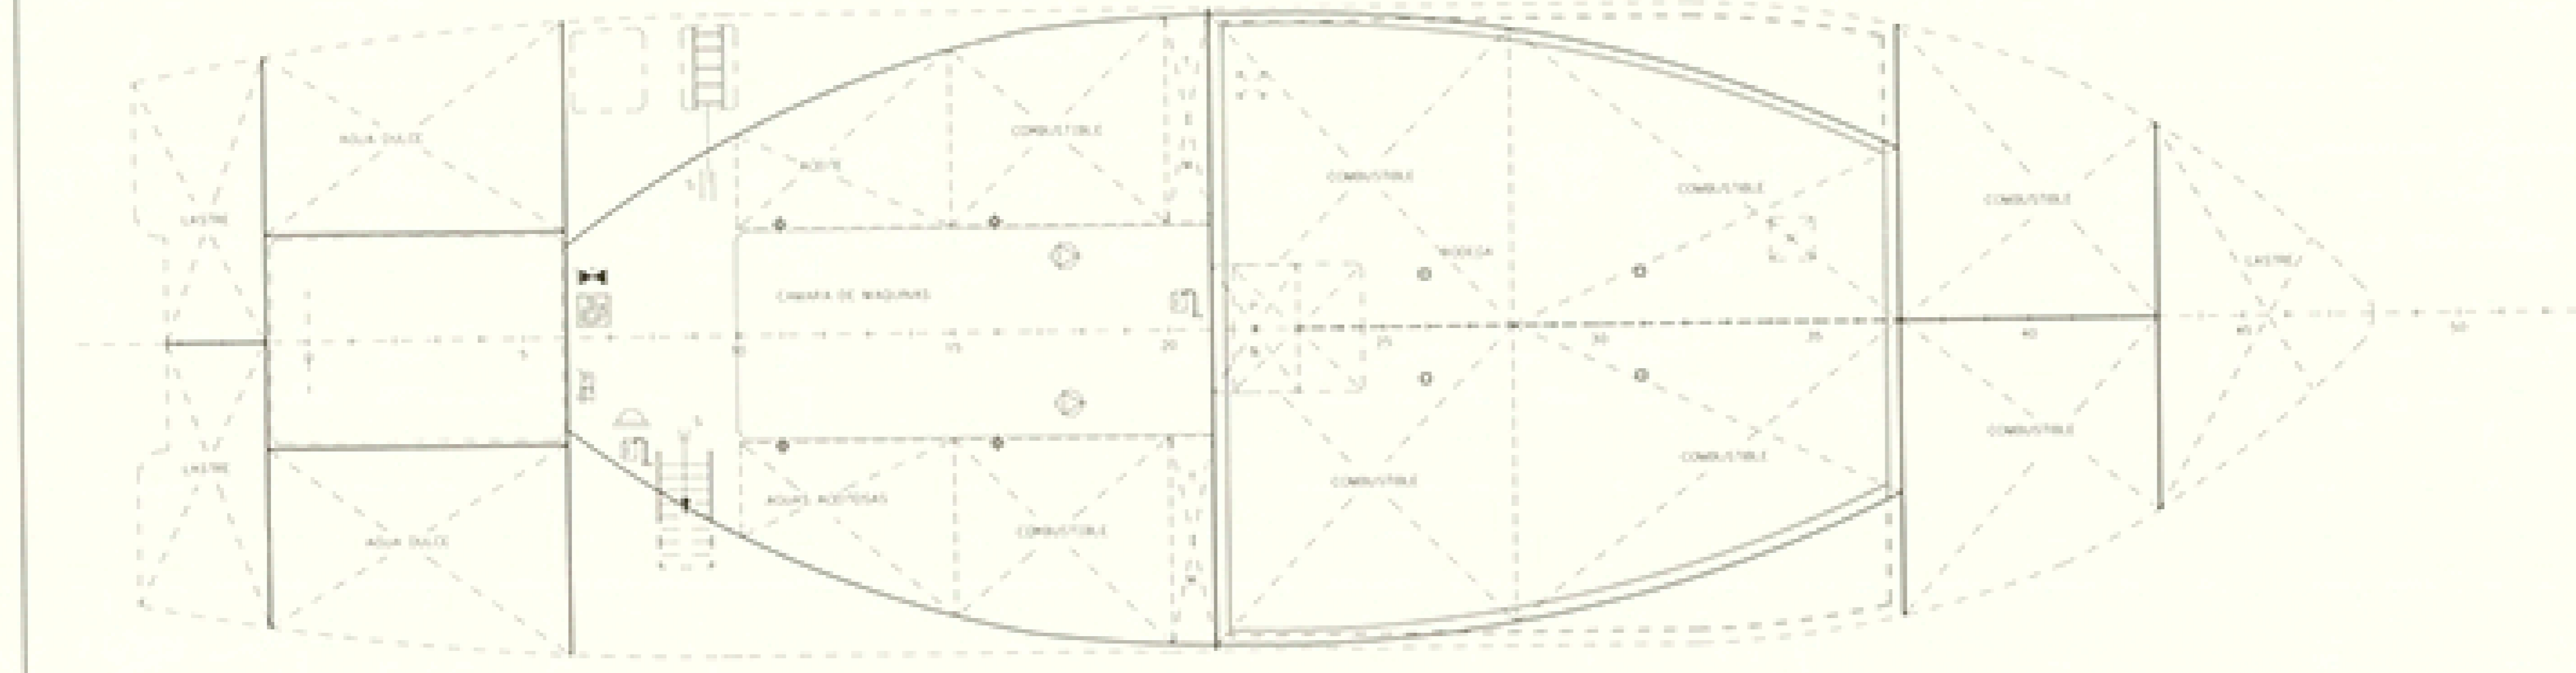 AGUA DULCE
COMBUSTIBLE
ACEITE
COMBUSTIBLE
COMBUSTIBLE
COMBUSTIBLE
LASTRE
BODEGA
LASTRE
CAMARA DE MAQUINAS
0 5 10 15 20 25 30 35 40 45 50
COMBUSTIBLE
COMBUSTIBLE
LASTRE
COMBUSTIBLE
AGUAS ACEITOSAS
COMBUSTIBLE
AGUA DULCE